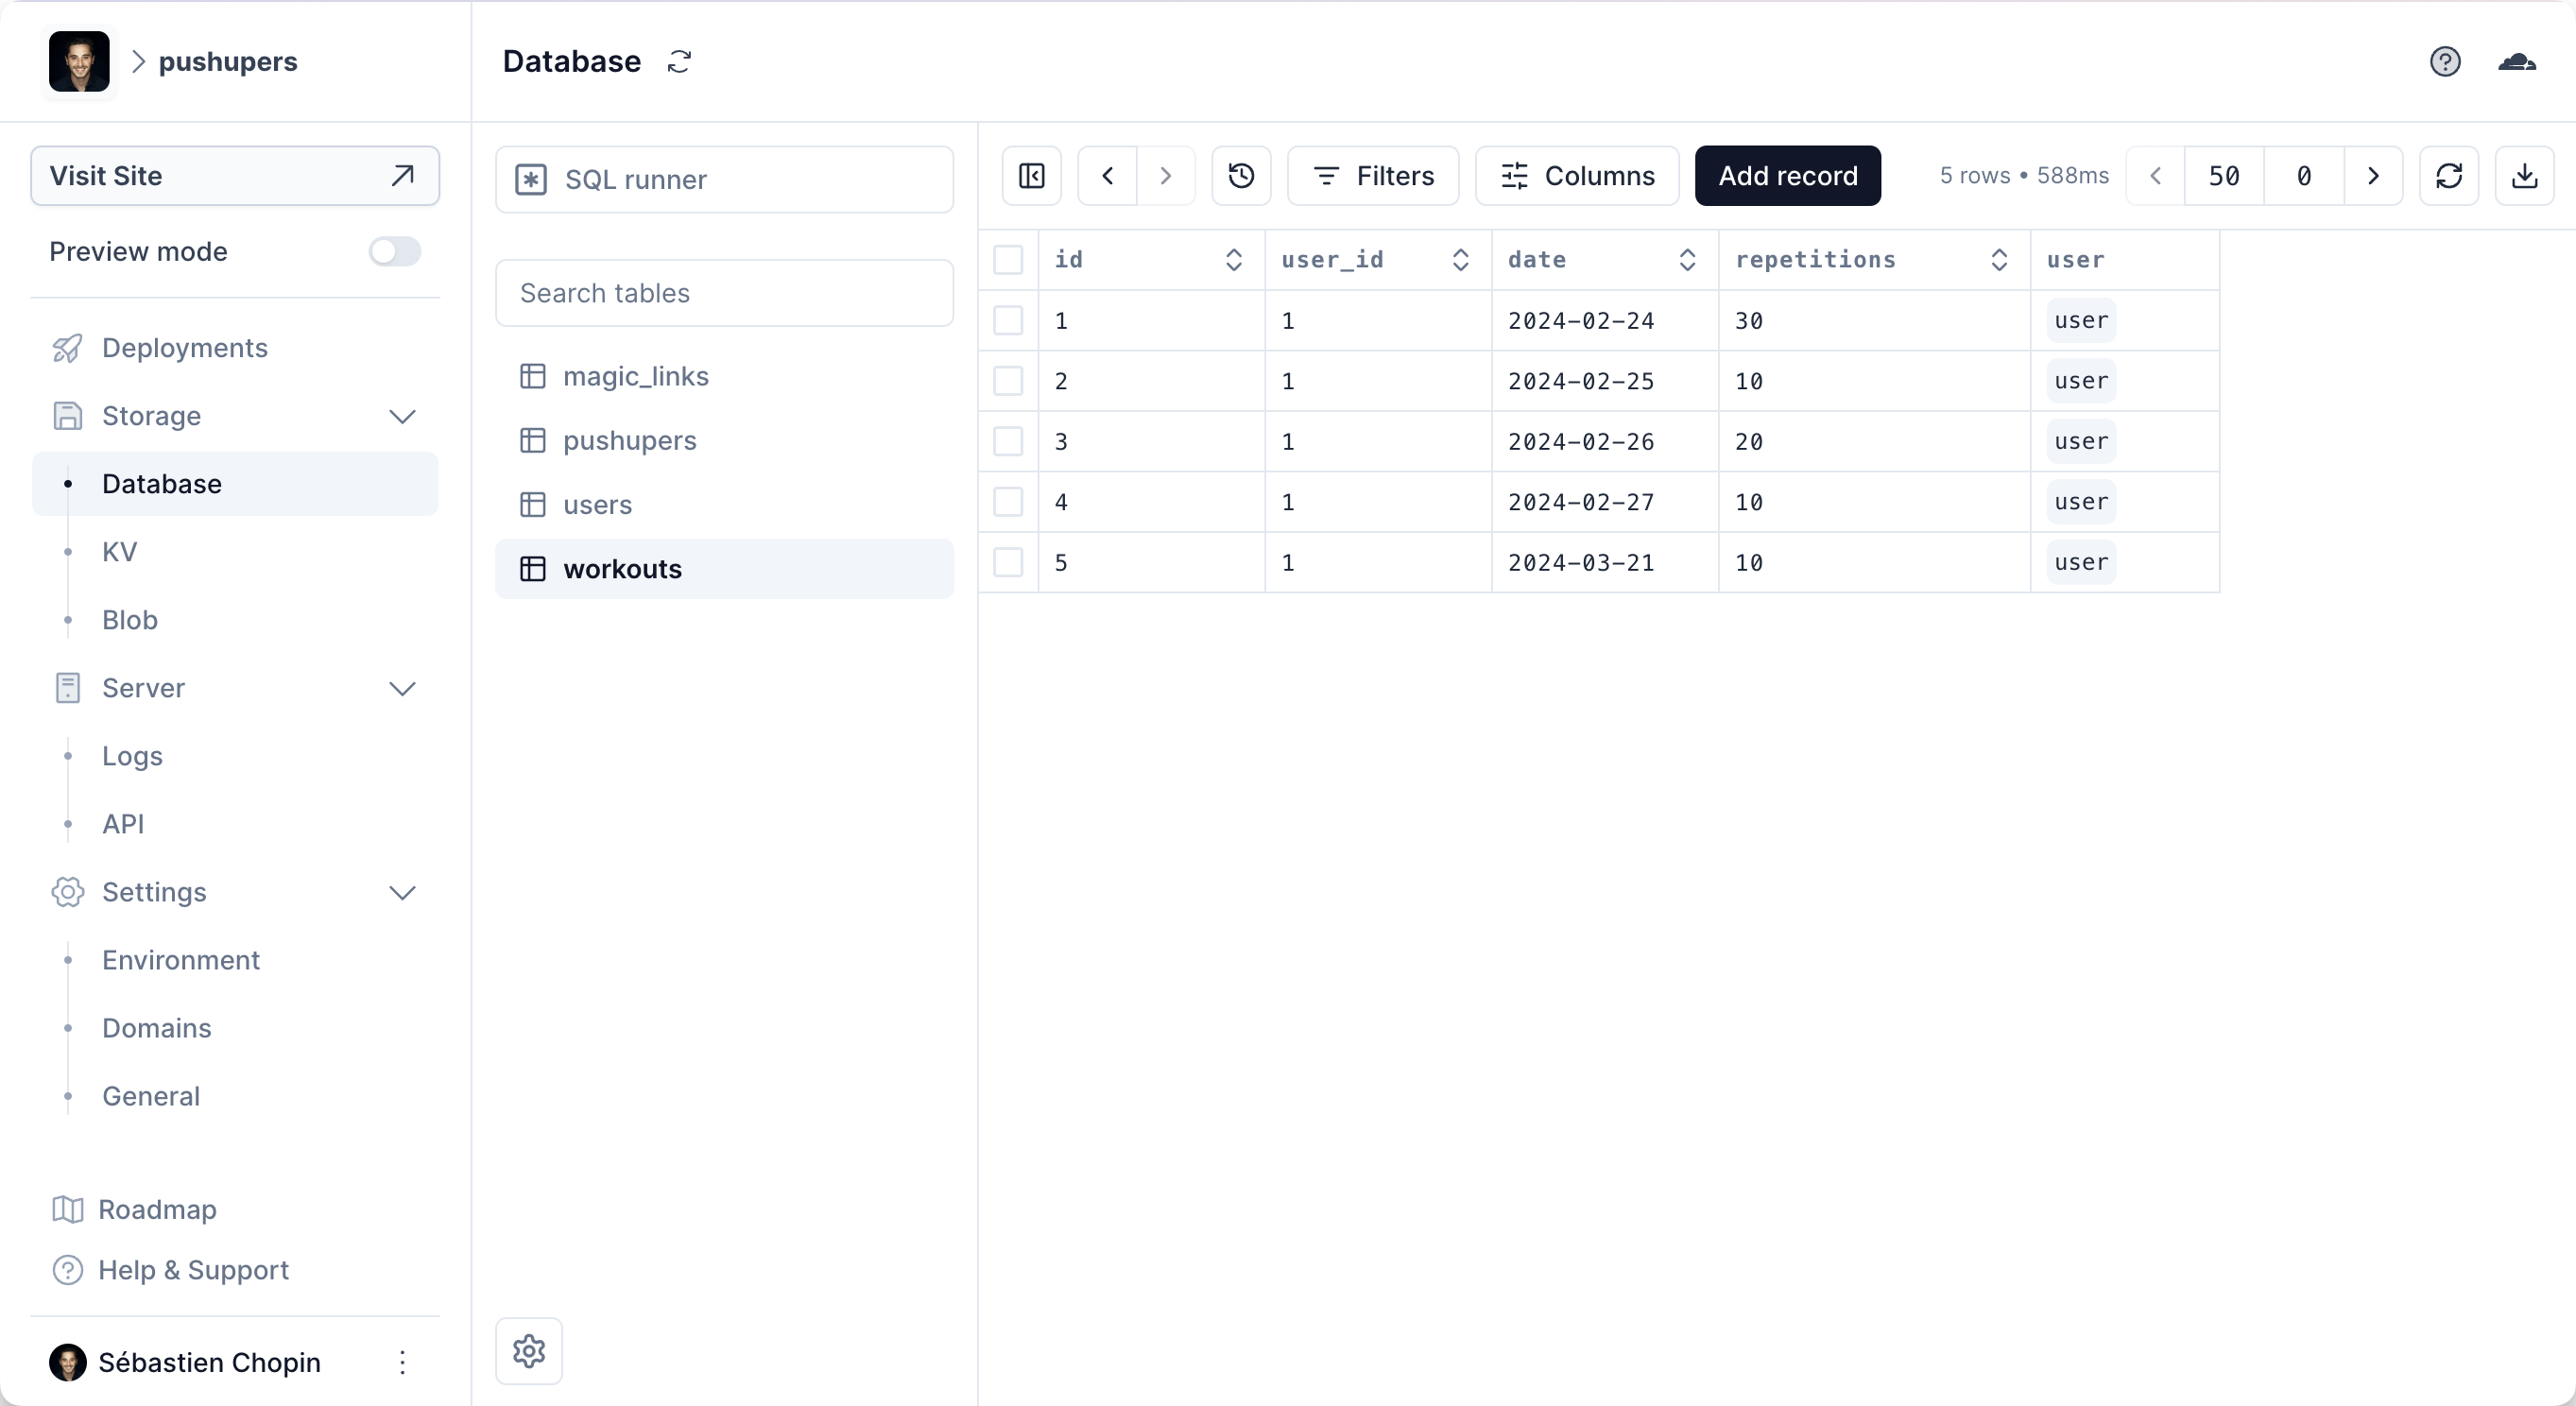 pushupers
Database
Visit Site
Preview mode
Deployments
Storage
Database
KV
Blob
Server
Logs
API
Settings
Environment
Domains
General
Roadmap
Help & Support
Sébastien Chopin
SQL runner
Search tables
magic_links
pushupers
users
workouts
Filters Columns Add record 5 rows • 588ms 50 0
id user_id date repetitions user
1 1 2024-02-24 30 user
2 1 2024-02-25 10 user
3 1 2024-02-26 20 user
4 1 2024-02-27 10 user
5 1 2024-03-21 10 user